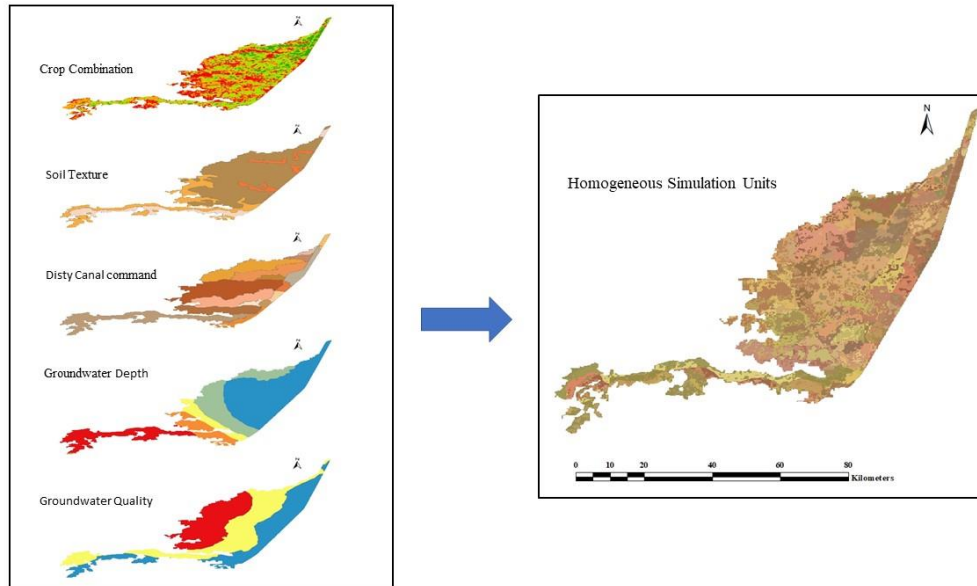 Crop Combination
Soil Texture
Disty Canal command
Groundwater Depth
Groundwater Quality
N
Homogeneous Simulation Units
0 10 20 40 60 80
Kilometers